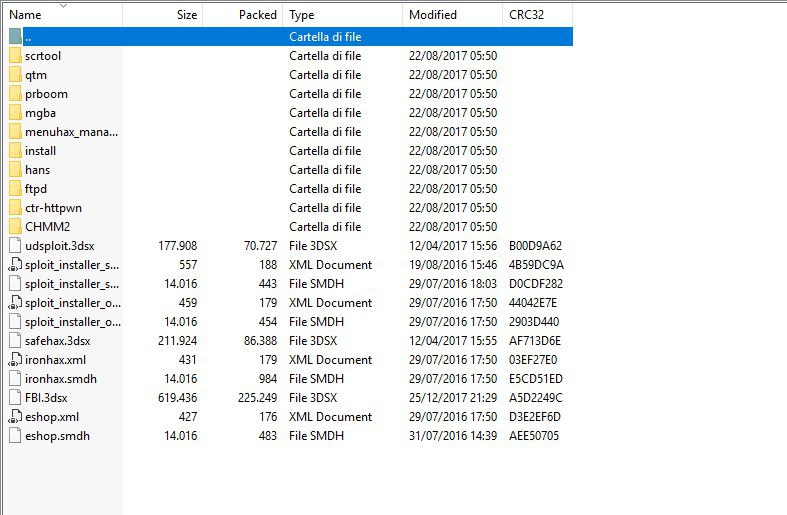 Name Size Packed Type Modified CRC32
.. Cartella di file
scrtool Cartella di file 22/08/2017 05:50
qtm Cartella di file 22/08/2017 05:50
prboom Cartella di file 22/08/2017 05:50
mgba Cartella di file 22/08/2017 05:50
menuhax_mana... Cartella di file 22/08/2017 05:50
install Cartella di file 22/08/2017 05:50
hans Cartella di file 22/08/2017 05:50
ftpd Cartella di file 22/08/2017 05:50
ctr-httpwn Cartella di file 22/08/2017 05:50
CHMM2 Cartella di file 22/08/2017 05:50
udsploit.3dsx 177.908 70.727 File 3DSX 12/04/2017 15:56 B00D9A62
sploit_installer_s... 557 188 XML Document 19/08/2016 15:46 4B59DC9A
sploit_installer_s... 14.016 443 File SMDH 29/07/2016 18:03 D0CDF282
sploit_installer_o... 459 179 XML Document 29/07/2016 17:50 44042E7E
sploit_installer_o... 14.016 454 File SMDH 29/07/2016 17:50 2903D440
safehax.3dsx 211.924 86.388 File 3DSX 12/04/2017 15:55 AF713D6E
ironhax.xml 431 179 XML Document 29/07/2016 17:50 03EF27E0
ironhax.smdh 14.016 984 File SMDH 29/07/2016 17:50 E5CD51ED
FBI.3dsx 619.436 225.249 File 3DSX 25/12/2017 21:29 A5D2249C
eshop.xml 427 176 XML Document 29/07/2016 17:50 D3E2EF6D
eshop.smdh 14.016 483 File SMDH 31/07/2016 14:39 AEE50705